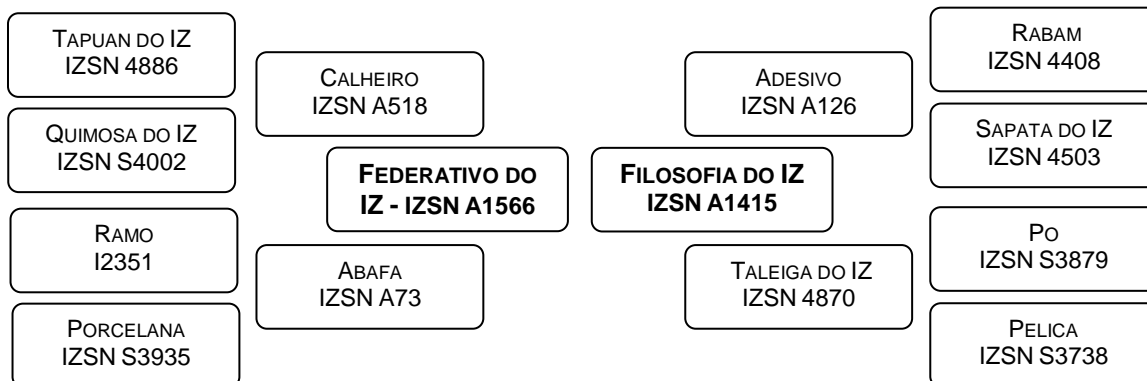 TAPUAN DO IZ
IZSN 4886
QUIMOSA DO IZ
IZSN S4002
RAMO
I2351
PORCELANA
IZSN S3935
CALHEIRO
IZSN A518
ABAFA
IZSN A73
FEDERATIVO DO
IZ - IZSN A1566
FILOSOFIA DO IZ
IZSN A1415
ADESIVO
IZSN A126
TALEIGA DO IZ
IZSN 4870
RABAM
IZSN 4408
SAPATA DO IZ
IZSN 4503
PO
IZSN S3879
PELICA
IZSN S3738